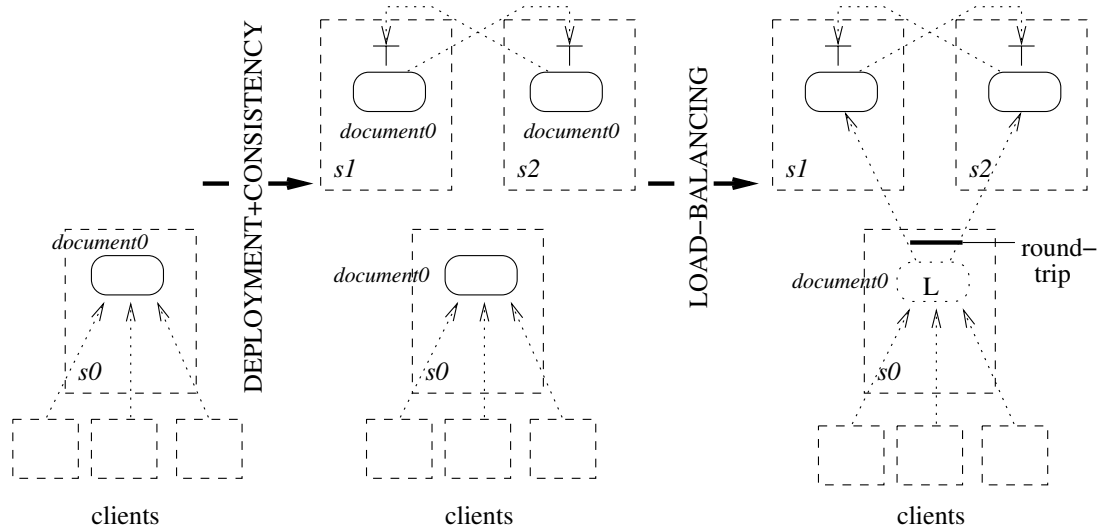 document0
s0
clients
DEPLOYMENT+CONSISTENCY
document0
document0
s1
s2
document0
s0
clients
LOAD–BALANCING
s1
s2
round–
trip
document0
L
s0
clients